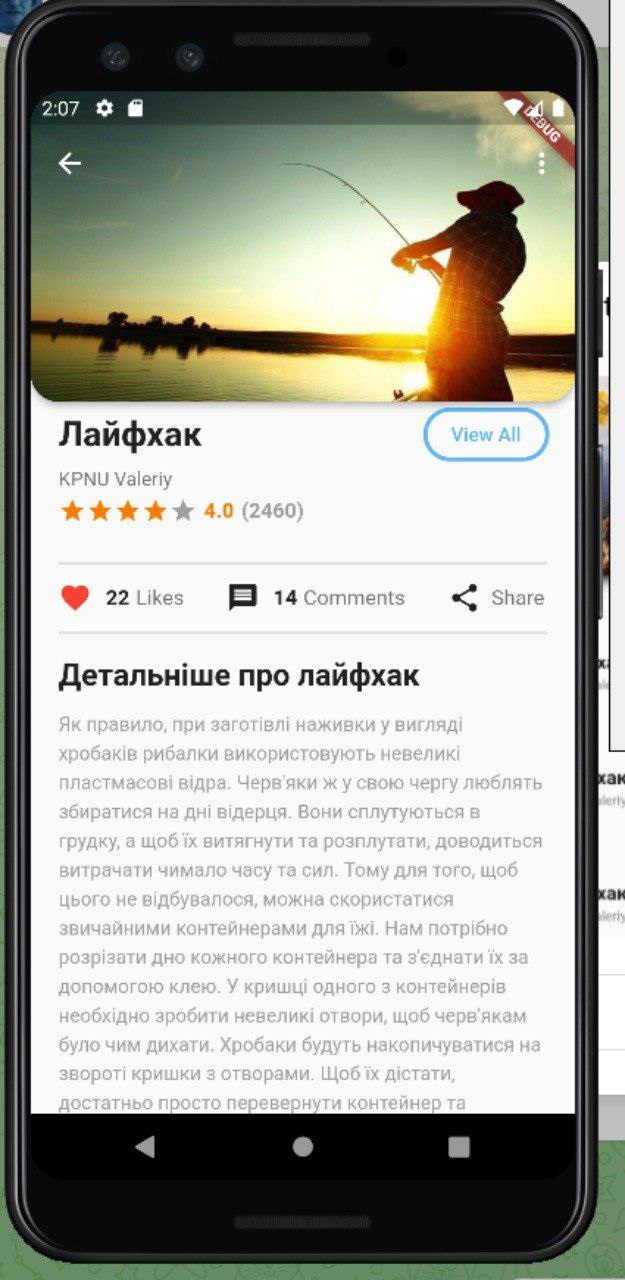 2:07
DEBUG
Лайфхак
View All
KPNU Valeriy
4.0 (2460)
22 Likes
14 Comments
Share
Детальніше про лайфхак
Як правило, при заготівлі наживки у вигляді
хробаків рибалки використовують невеликі
пластмасові відра. Черв'яки ж у свою чергу люблять
збиратися на дні відерця. Вони сплутуються в
грудку, а щоб їх витягнути та розплутати, доводиться
витрачати чимало часу та сил. Тому для того, щоб
цього не відбувалося, можна скористатися
звичайними контейнерами для їжі. Нам потрібно
розрізати дно кожного контейнера та з'єднати їх за
допомогою клею. У кришці одного з контейнерів
необхідно зробити невеликі отвори, щоб черв'якам
було чим дихати. Хробаки будуть накопичуватися на
звороті кришки з отворами. Щоб їх дістати,
достатньо просто перевернути контейнер та